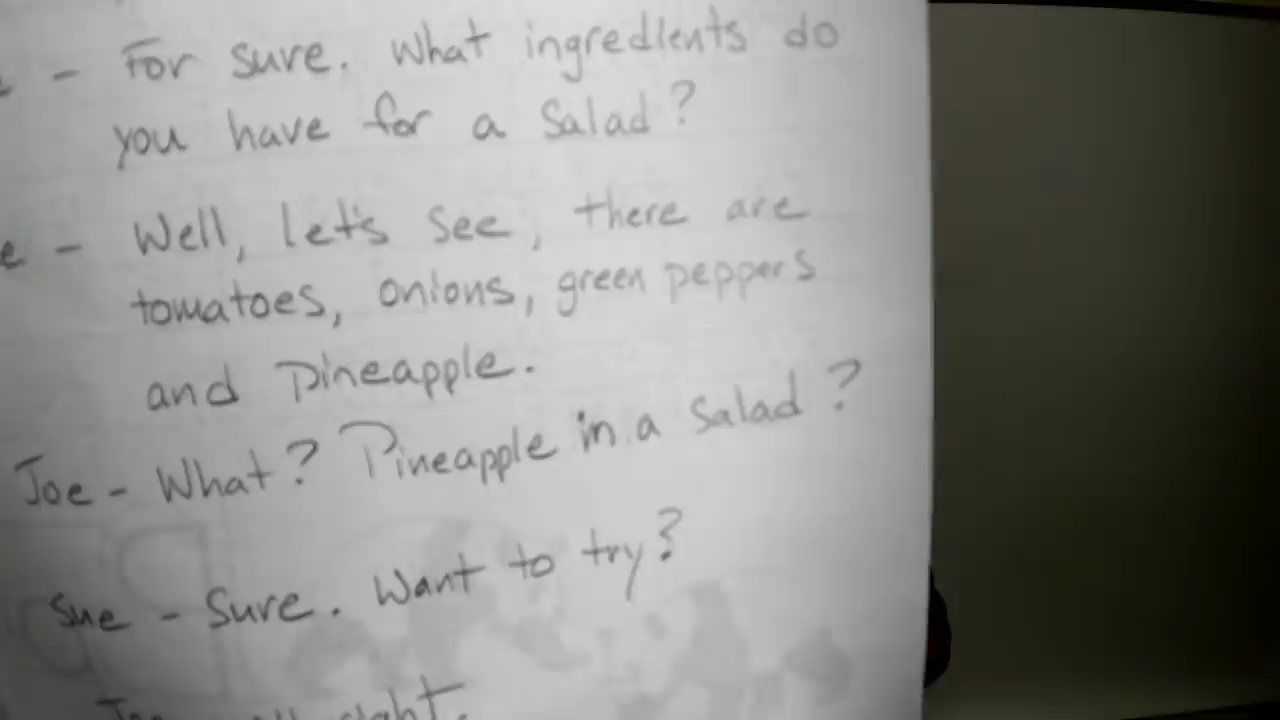 - For sure. What ingredients do
you have for a salad?
e - Well, let's see, there are
tomatoes, onions, green peppers
and pineapple.
Joe - What? Pineapple in a salad?
Sue - Sure. Want to try?
right.